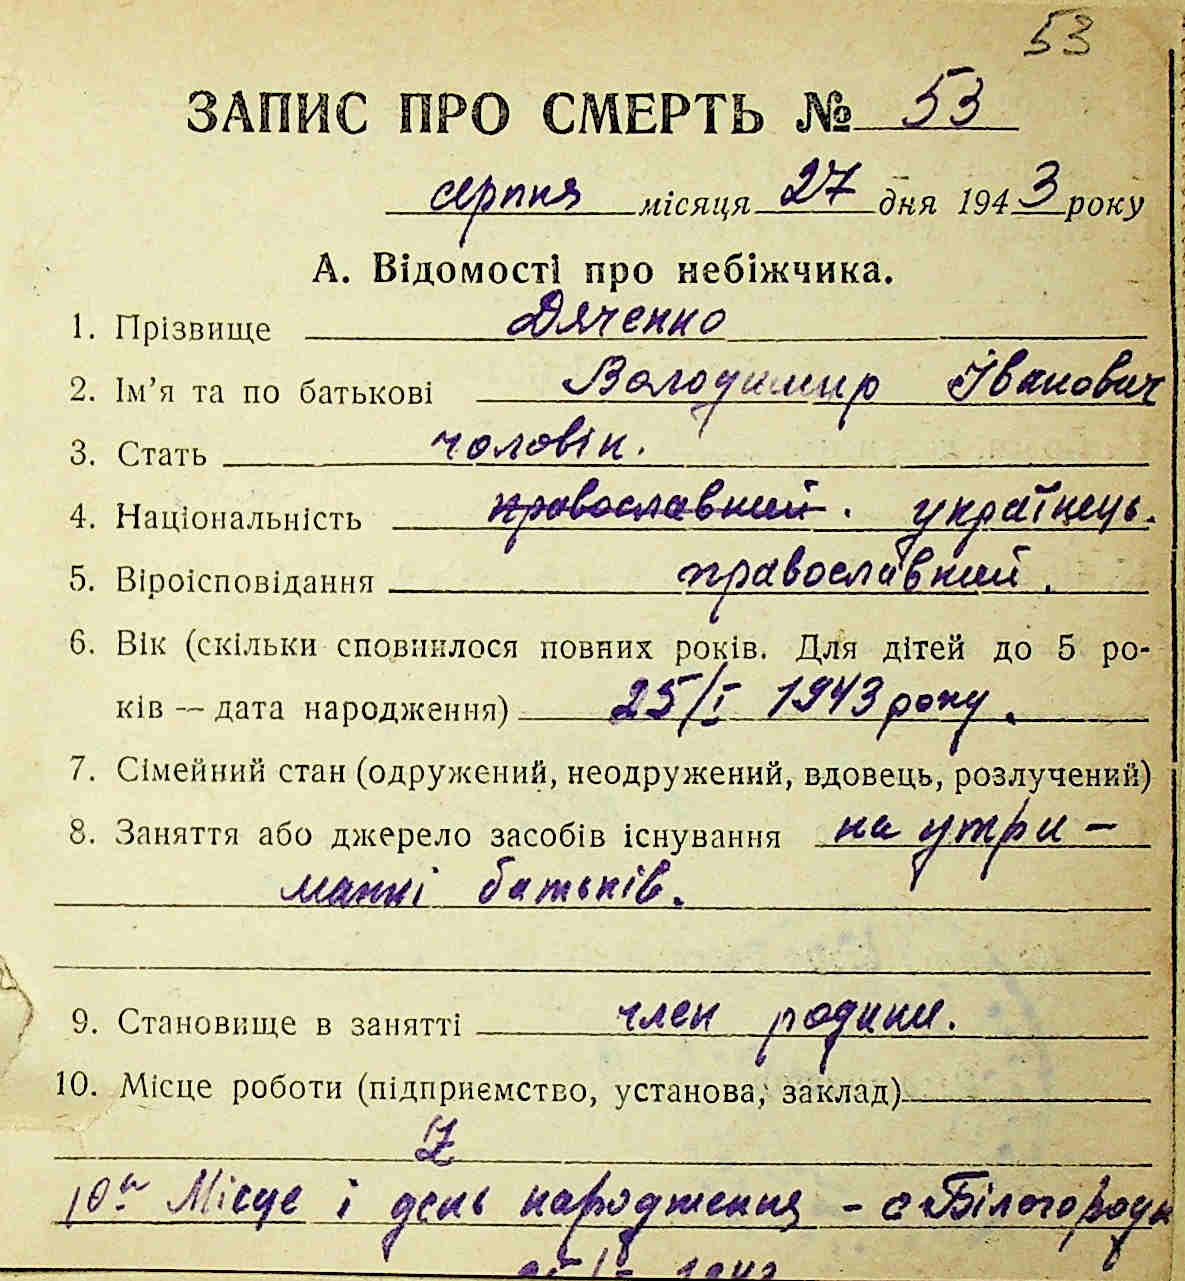 53
ЗАПИС ПРО СМЕРТЬ № 53
серпня місяця 27 дня 1943 року
А. Відомості про небіжчика.
1. Прізвище Дяченко
2. Ім'я та по батькові Володимир Іванович
3. Стать чоловік.
4. Національність православний. українець.
5. Віроісповідання православний.
6. Вік (скільки сповнилося повних років. Для дітей до 5 ро-
ків — дата народження) 25/I 1943 року.
7. Сімейний стан (одружений, неодружений, вдовець, розлучений)
8. Заняття або джерело засобів існування на утри-
манні батьків.
9. Становище в занятті член родини.
10. Місце роботи (підприємство, установа, заклад)
Z
10а Місце і день народження - с Білогородк
25/I 1943